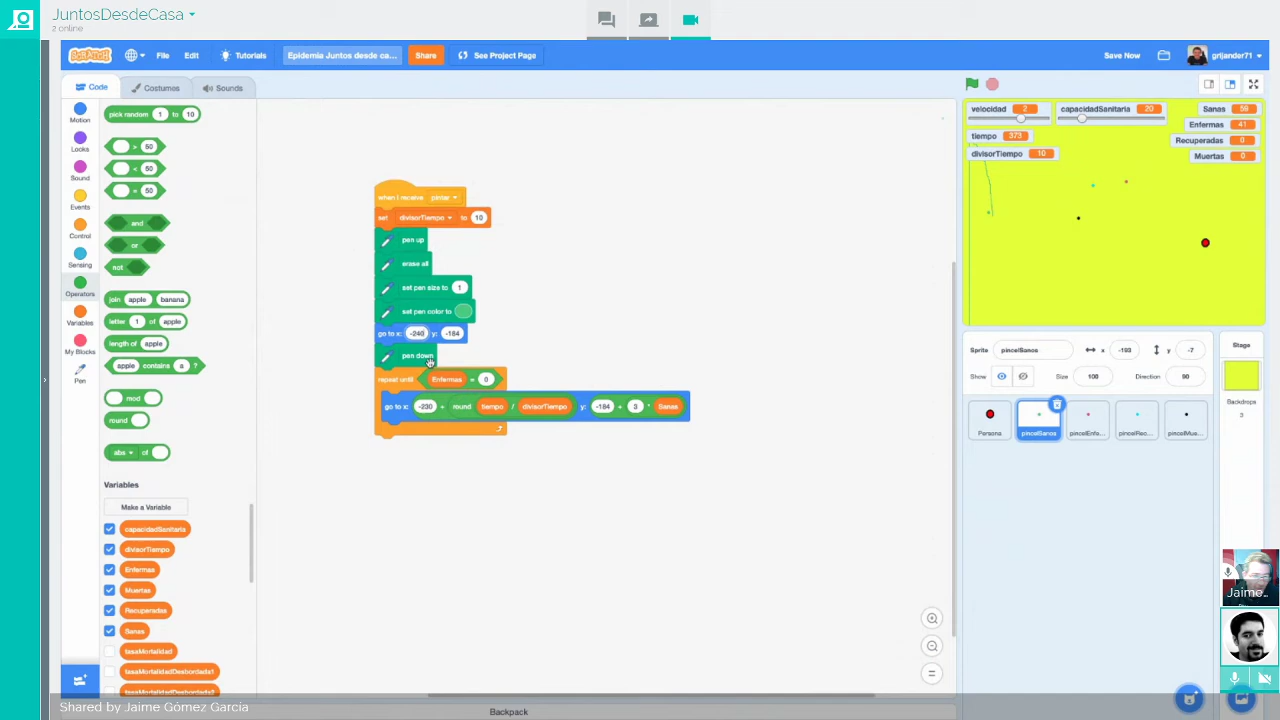 JuntosDesdeCasa
2 online
SCRATCH File Edit Tutorials Epidemia Juntos desde ca... Share See Project Page Save Now grijander71
Code Costumes Sounds
Motion
Looks
Sound
Events
Control
Sensing
Operators
Variables
My Blocks
Pen
pick random 1 to 10
> 50
< 50
= 50
and
or
not
join apple banana
letter 1 of apple
length of apple
apple contains a ?
mod
round
abs of
Variables
Make a Variable
capacidadSanitaria
divisorTiempo
Enfermas
Muertas
Recuperadas
Sanas
tasaMortalidad
tasaMortalidadDesbordada1
tasaMortalidadDesbordada2
when I receive pintar
set divisorTiempo to 10
pen up
erase all
set pen size to 1
set pen color to
go to x: -240 y: -184
pen down
repeat until Enfermas = 0
go to x: -230 + round tiempo / divisorTiempo y: -184 + 3 * Sanas
velocidad 2
capacidadSanitaria 20
Sanas 59
Enfermas 41
Recuperadas 0
Muertas 0
tiempo 373
divisorTiempo 10
Sprite pincelSanos x -193 y -7
Show Size 100 Direction 90
Persona
pincelSanos
pincelEnfe...
pincelRec...
pincelMue...
Stage
Backdrops
3
Jaime...
Backpack
Shared by Jaime Gómez García